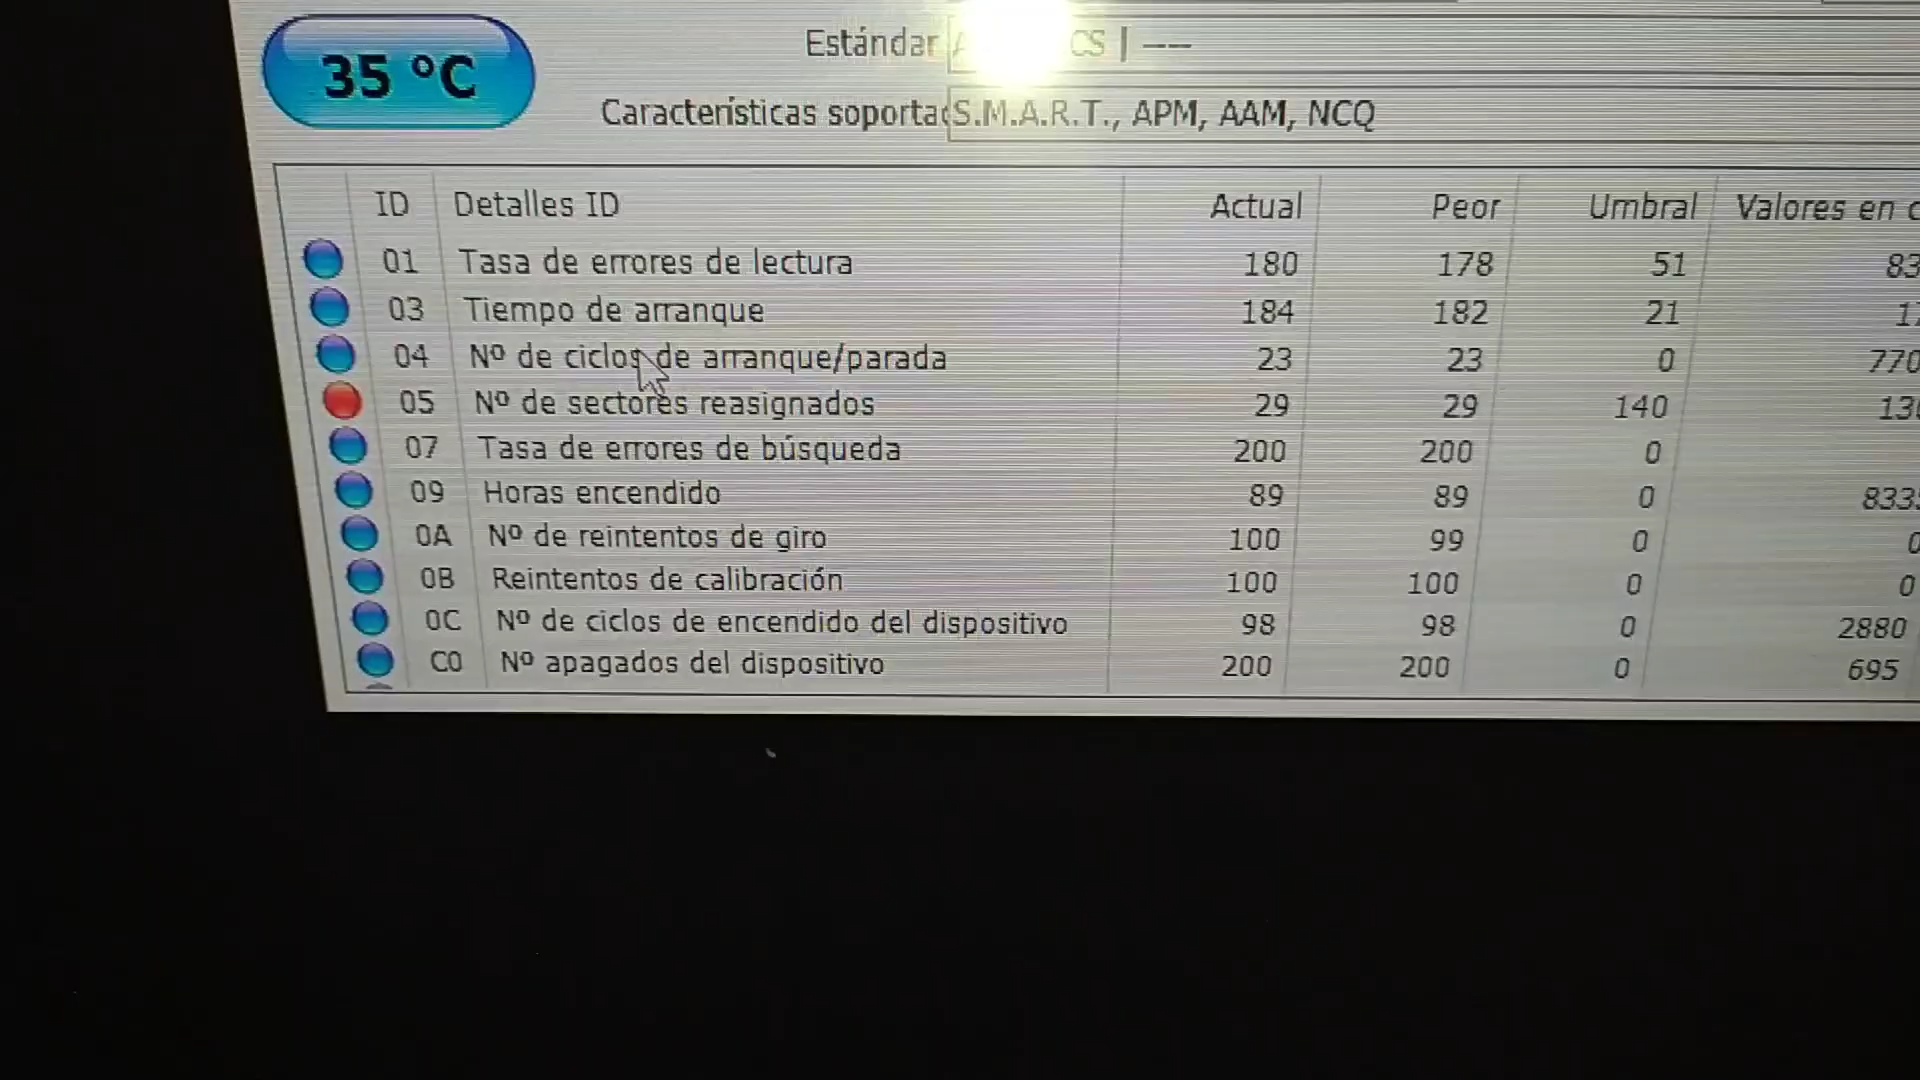 35 °C
Estándar CS | ----
Características soporta S.M.A.R.T., APM, AAM, NCQ
ID Detalles ID Actual Peor Umbral Valores en
01 Tasa de errores de lectura 180 178 51 83
03 Tiempo de arranque 184 182 21
04 Nº de ciclos de arranque/parada 23 23 0 770
05 Nº de sectores reasignados 29 29 140
07 Tasa de errores de búsqueda 200 200 0
09 Horas encendido 89 89 0 833
0A Nº de reintentos de giro 100 99 0 0
0B Reintentos de calibración 100 100 0 0
0C Nº de ciclos de encendido del dispositivo 98 98 0 2880
C0 Nº apagados del dispositivo 200 200 0 695